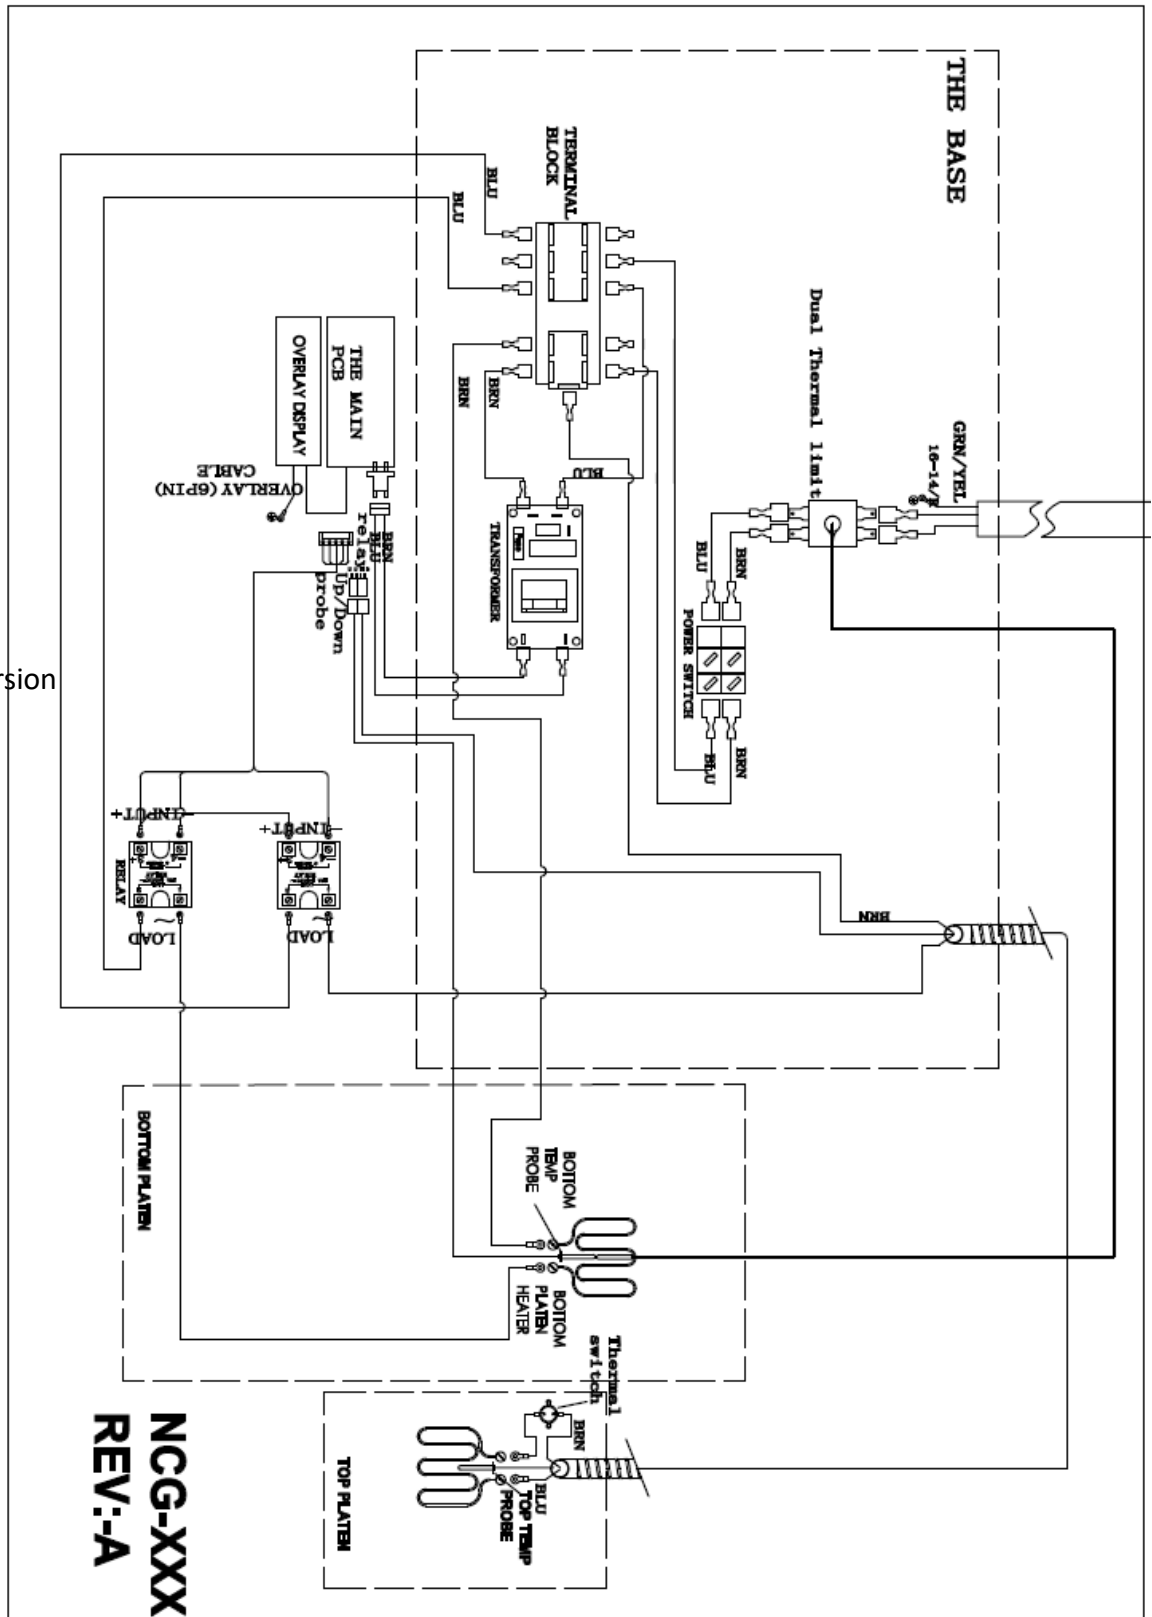 THE BASE
TERMINAL
BLOCK
BLU
BLU
Dual Thermal limit
GRN/YEL
OVERLAY DISPLAY
THE MAIN
PCB
BRN
BRN
BLU
OVERLAY (6PIN)
CABLE
relay
BRN
BLU
Up/Down
probe
TRANSFORMER
Fuse
BLU
BRN
POWER SWITCH
BLU
BRN
rsion
+INPUT-
+INPUT-
RELAY
LOAD
LOAD
~
~
BRN
BOTTOM PLATEN
BOTTOM
TEMP
PROBE
BOTTOM
PLATEN
HEATER
Thermal
switch
BRN
BLU
TOP TEMP
PROBE
TOP PLATEN
NCG-XXX
REV:-A